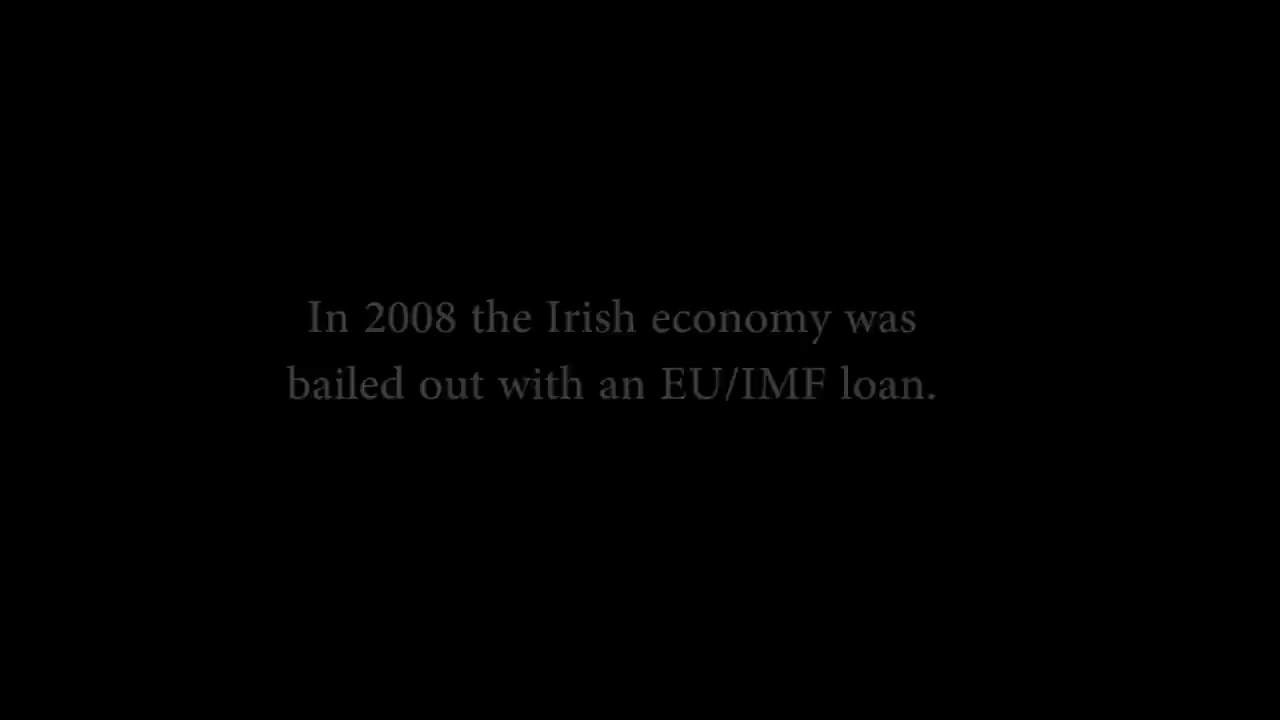 In 2008 the Irish economy was
bailed out with an EU/IMF loan.